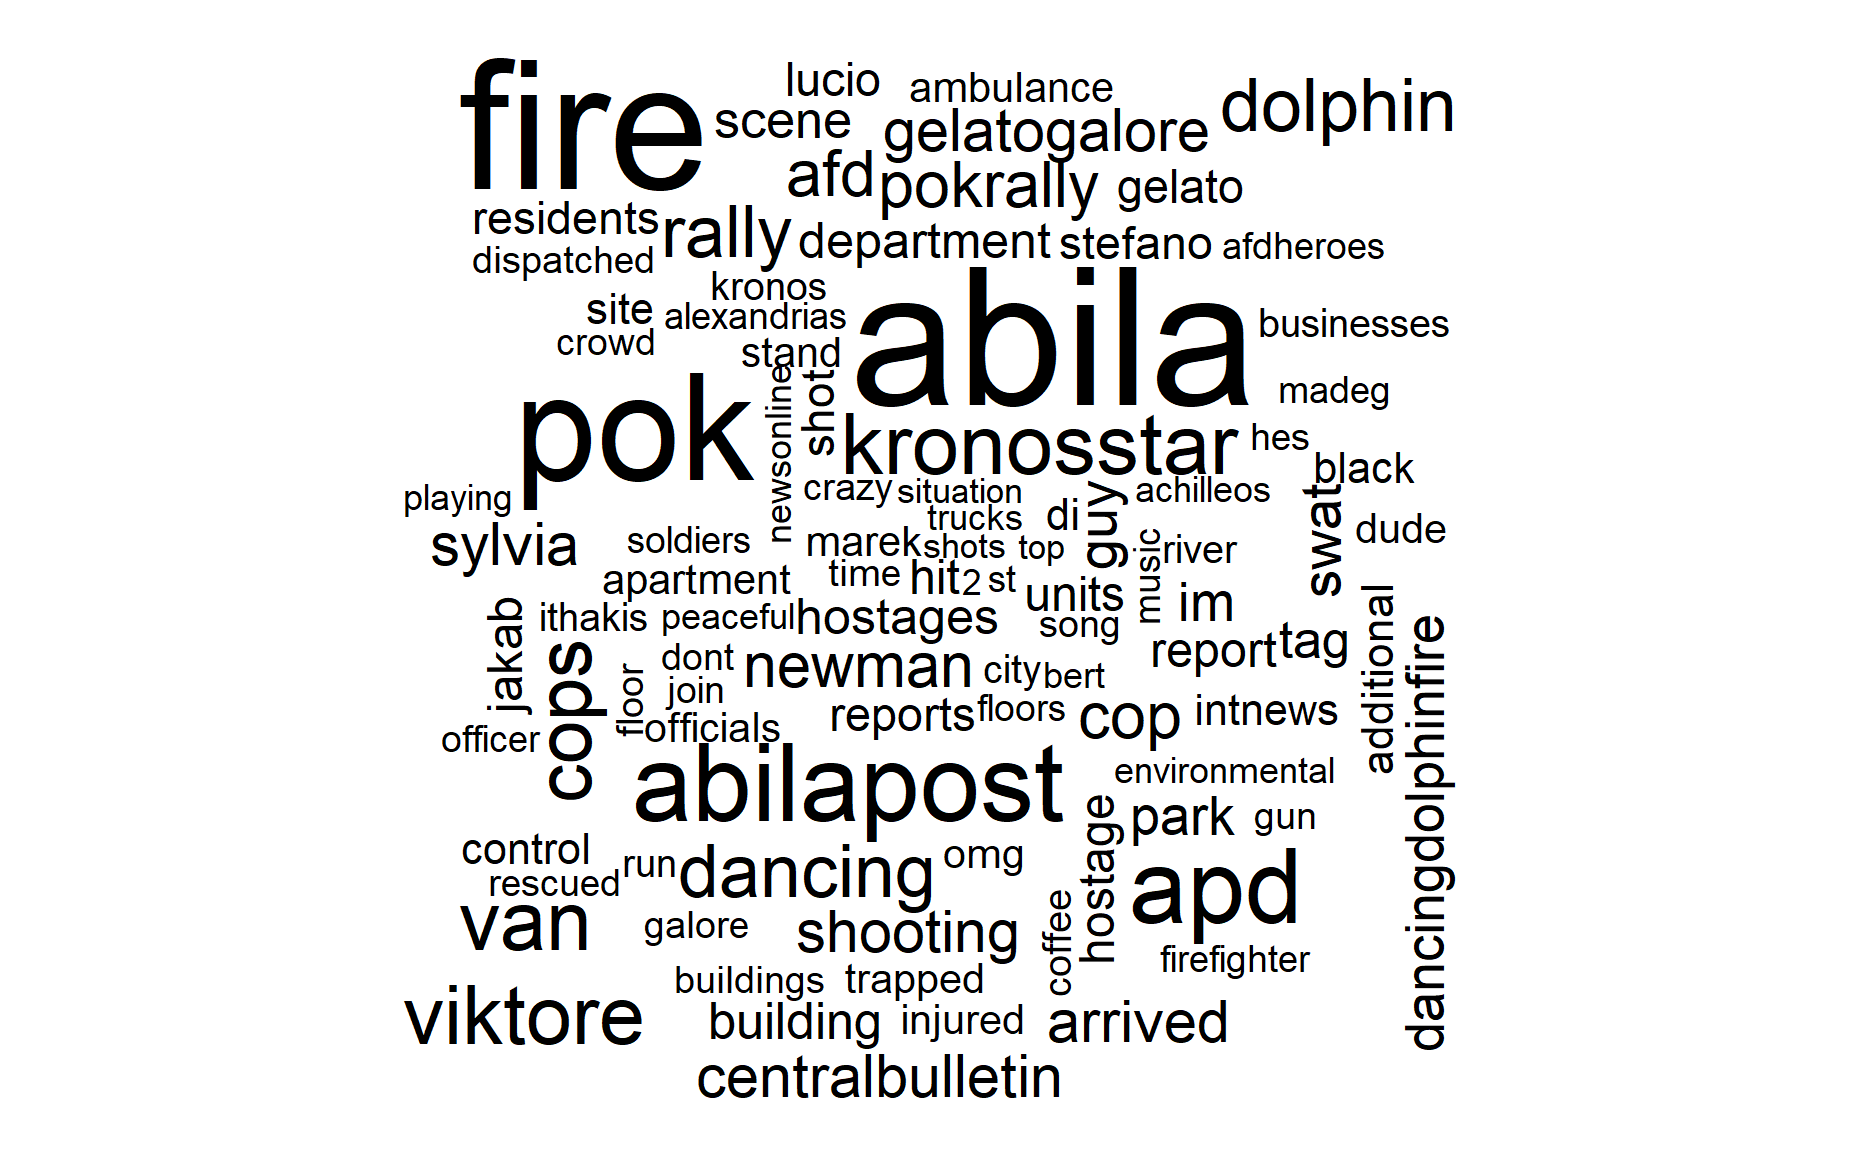 fire
lucio
ambulance
dolphin
scene
gelatogalore
afd
pokrally
gelato
residents
rally
department
stefano
afdheroes
dispatched
kronos
site
alexandrias
abila
businesses
crowd
stand
pok
newsonline
shot
madeg
kronosstar
hes
black
playing
crazy
situation
achilleos
trucks
di
guy
swat
dude
sylvia
soldiers
marek
shots
top
music
river
apartment
time
hit
2
st
units
im
jakab
ithakis
peaceful
hostages
song
report
tag
additional
dancingdolphinfire
cops
floor
dont
newman
city
bert
join
officer
officials
reports
floors
cop
intnews
abilapost
environmental
hostage
park
gun
control
run
dancing
omg
apd
rescued
van
galore
shooting
coffee
firefighter
buildings
trapped
viktore
building
injured
arrived
centralbulletin